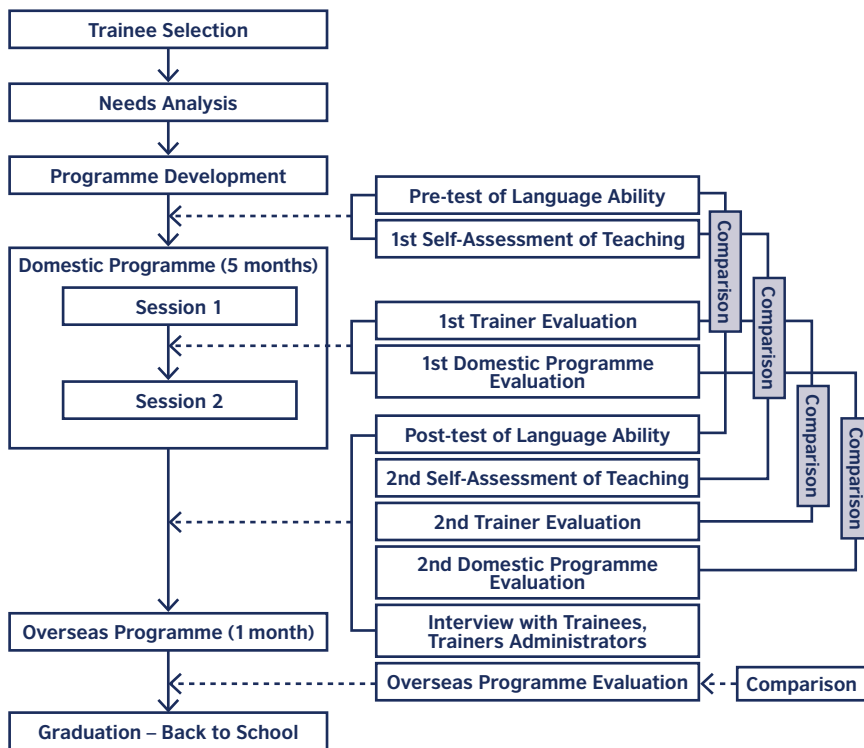 Trainee Selection
Needs Analysis
Programme Development
Pre-test of Language Ability
1st Self-Assessment of Teaching
Domestic Programme (5 months)
Session 1
1st Trainer Evaluation
1st Domestic Programme
Evaluation
Session 2
Post-test of Language Ability
2nd Self-Assessment of Teaching
2nd Trainer Evaluation
2nd Domestic Programme
Evaluation
Interview with Trainees,
Trainers Administrators
Overseas Programme (1 month)
Overseas Programme Evaluation
Comparison
Graduation – Back to School
Comparison
Comparison
Comparison
Comparison